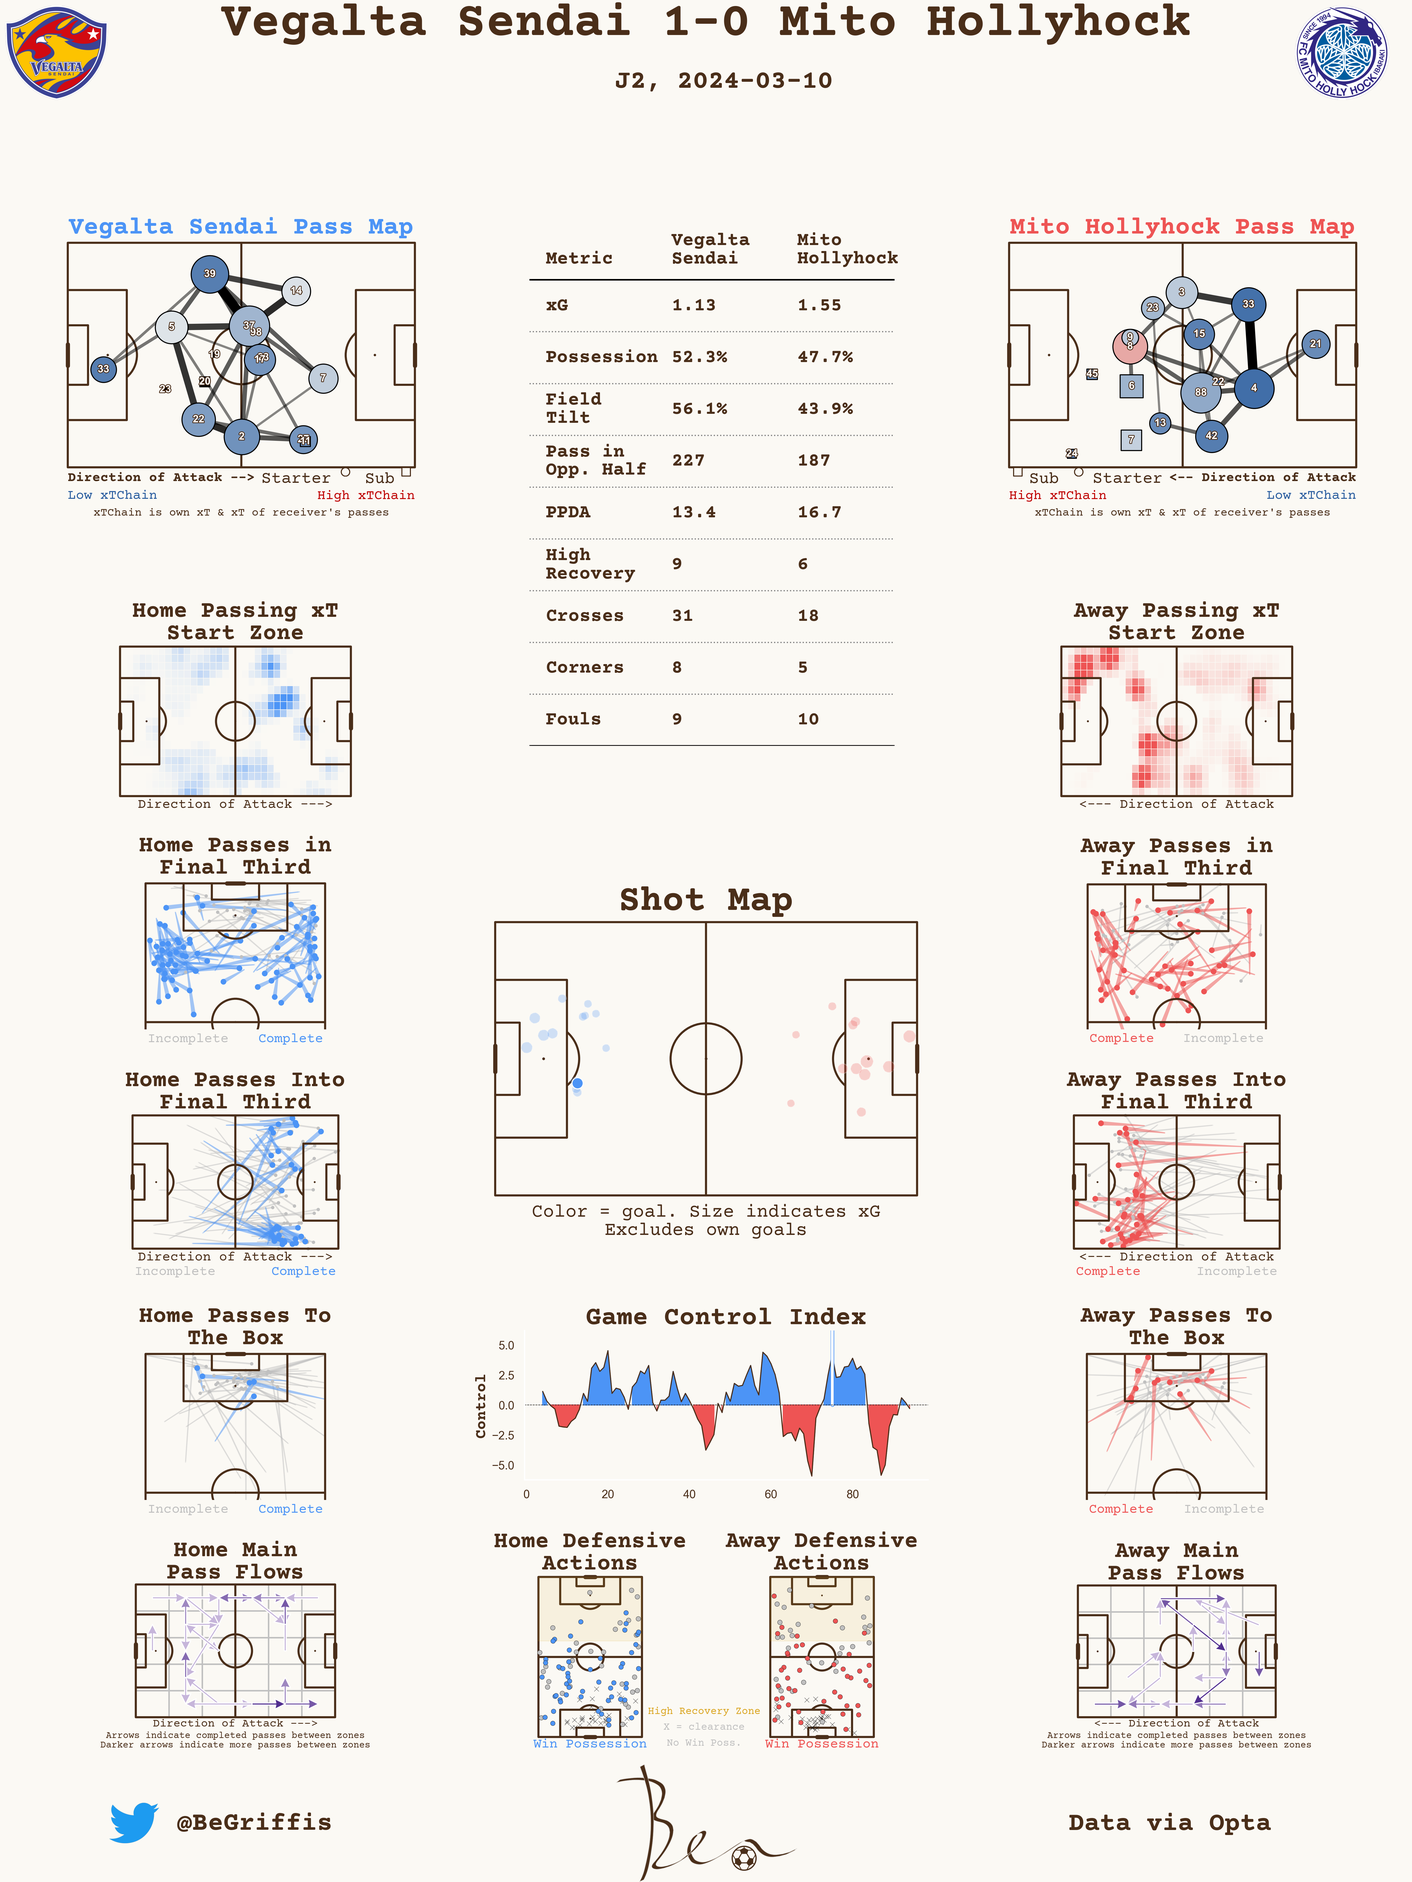 Vegalta Sendai 1-0 Mito Hollyhock
J2, 2024-03-10
VEGALTA
SENDAI
SINCE 1994
FC MITO HOLLY HOCK
IBARAKI
Vegalta Sendai Pass Map
39
14
5
37
98
19
17
33
7
20
23
22
2
11
Direction of Attack --> Starter Sub
Low xTChain High xTChain
xTChain is own xT & xT of receiver's passes
Metric Vegalta Sendai Mito Hollyhock
xG 1.13 1.55
Possession 52.3% 47.7%
Field Tilt 56.1% 43.9%
Pass in Opp. Half 227 187
PPDA 13.4 16.7
High Recovery 9 6
Crosses 31 18
Corners 8 5
Fouls 9 10
Mito Hollyhock Pass Map
3
23
33
15
9
8
21
45
6
22
4
88
13
42
7
24
Sub Starter <-- Direction of Attack
High xTChain Low xTChain
xTChain is own xT & xT of receiver's passes
Home Passing xT
Start Zone
Direction of Attack --->
Away Passing xT
Start Zone
<--- Direction of Attack
Home Passes in
Final Third
Incomplete Complete
Away Passes in
Final Third
Complete Incomplete
Shot Map
Color = goal. Size indicates xG
Excludes own goals
Home Passes Into
Final Third
Direction of Attack --->
Incomplete Complete
Away Passes Into
Final Third
<--- Direction of Attack
Complete Incomplete
Home Passes To
The Box
Incomplete Complete
Game Control Index
Control
5.0
2.5
0.0
−2.5
−5.0
0 20 40 60 80
Away Passes To
The Box
Complete Incomplete
Home Main
Pass Flows
Direction of Attack --->
Arrows indicate completed passes between zones
Darker arrows indicate more passes between zones
Home Defensive
Actions
Win Possession
Away Defensive
Actions
Win Possession
High Recovery Zone
X = clearance
No Win Poss.
Away Main
Pass Flows
<--- Direction of Attack
Arrows indicate completed passes between zones
Darker arrows indicate more passes between zones
@BeGriffis
Ben
Data via Opta